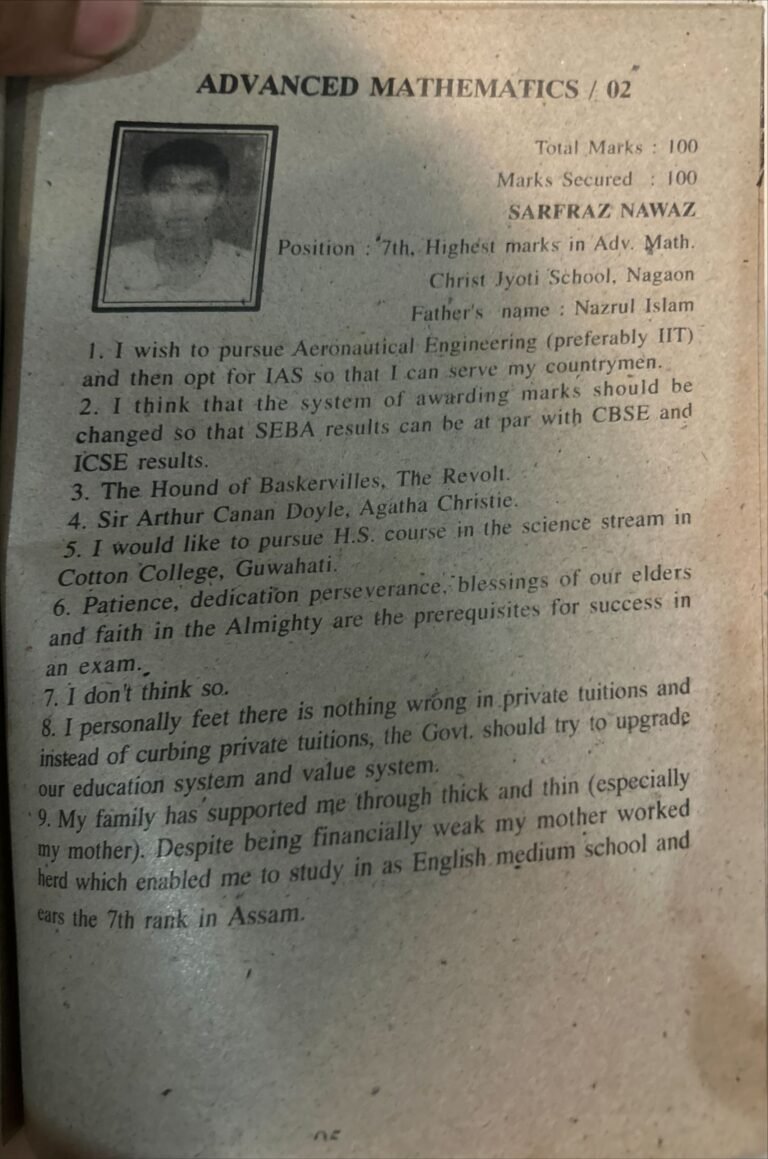 ADVANCED MATHEMATICS / 02
Total Marks : 100
Marks Secured : 100
SARFRAZ NAWAZ
Position : 7th, Highest marks in Adv. Math.
Christ Jyoti School, Nagaon
Father's name : Nazrul Islam
1. I wish to pursue Aeronautical Engineering (preferably IIT)
and then opt for IAS so that I can serve my countrymen.
2. I think that the system of awarding marks should be
changed so that SEBA results can be at par with CBSE and
ICSE results.
3. The Hound of Baskervilles, The Revolt.
4. Sir Arthur Canan Doyle, Agatha Christie.
5. I would like to pursue H.S. course in the science stream in
Cotton College, Guwahati.
6. Patience, dedication perseverance, blessings of our elders
and faith in the Almighty are the prerequisites for success in
an exam.
7. I don't think so.
8. I personally feet there is nothing wrong in private tuitions and
instead of curbing private tuitions, the Govt. should try to upgrade
our education system and value system.
9. My family has supported me through thick and thin (especially
my mother). Despite being financially weak my mother worked
herd which enabled me to study in as English medium school and
ears the 7th rank in Assam.